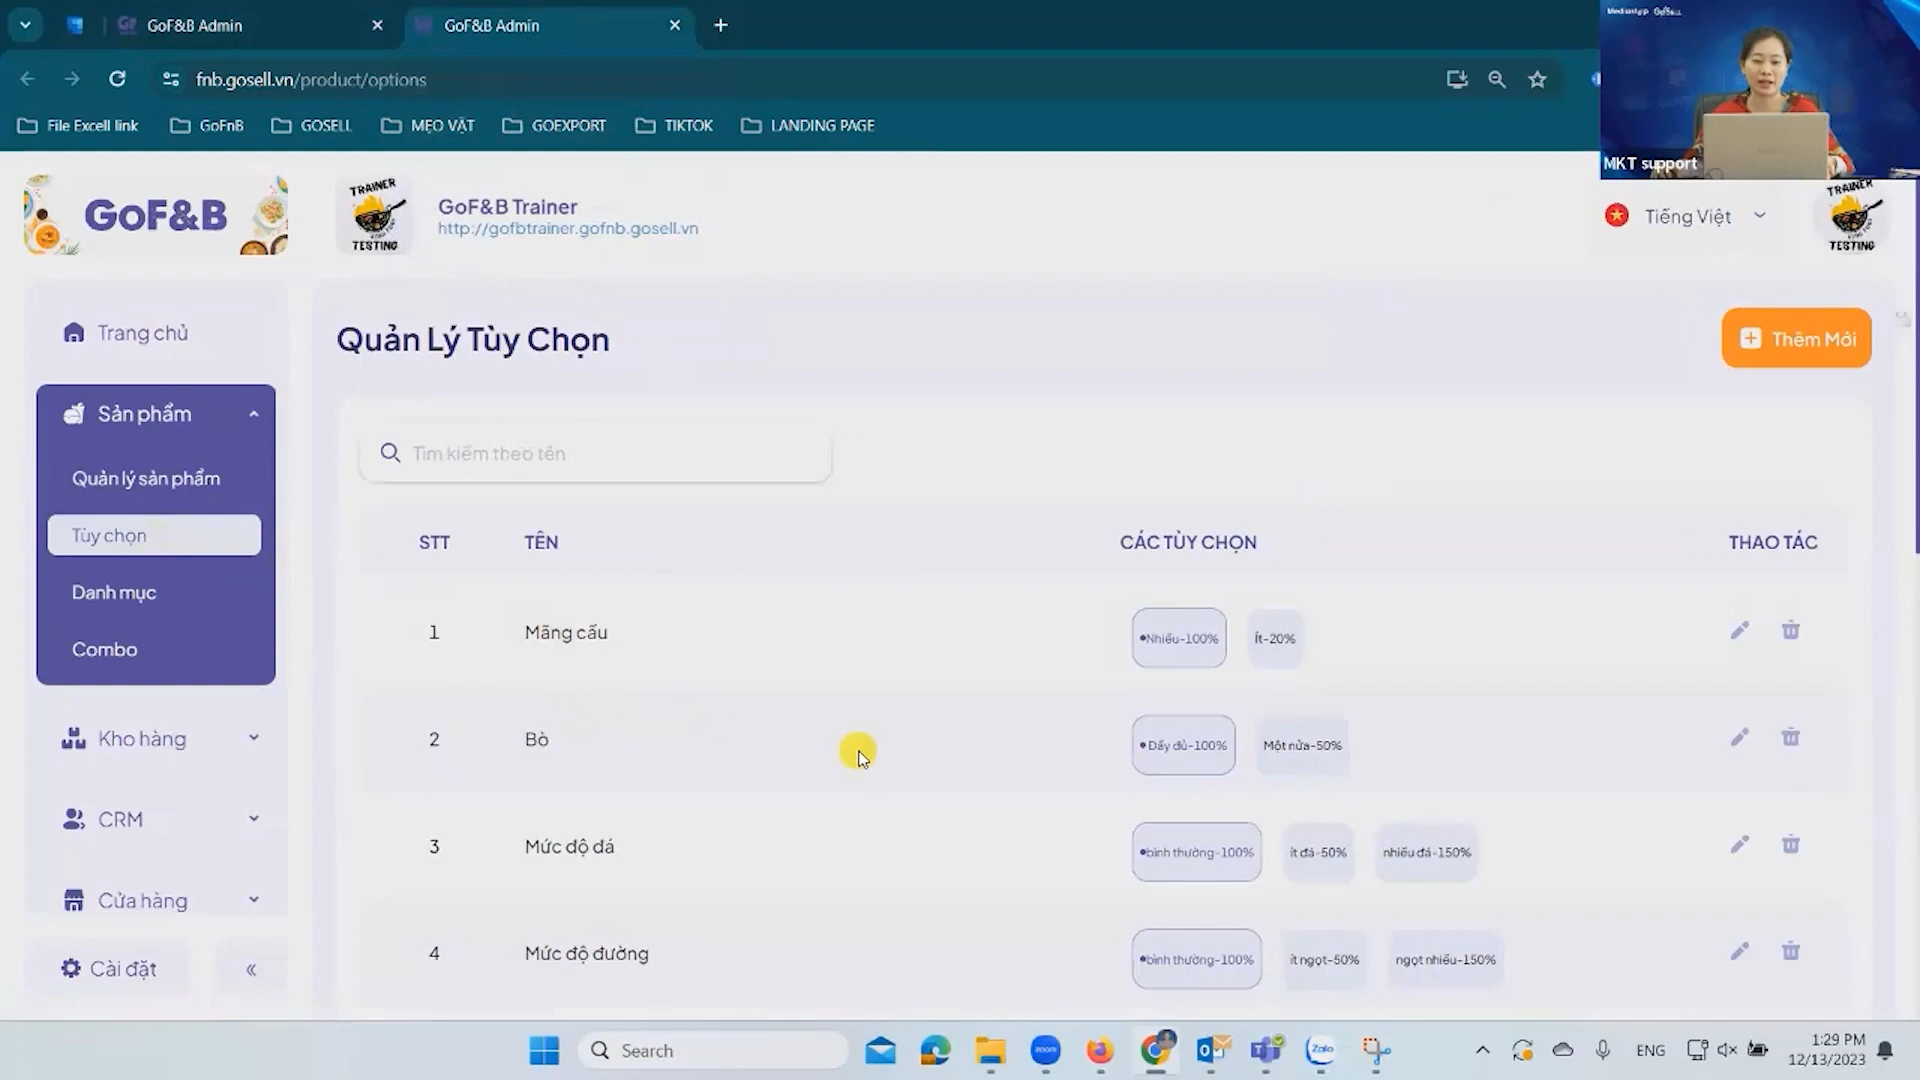 GoF&B Admin
GoF&B Admin
Mediastep GoSELL
fnb.gosell.vn/product/options
File Excell link
GoFnB
GOSELL
MẸO VẶT
GOEXPORT
TIKTOK
LANDING PAGE
MKT support
GoF&B
TRAINER
TESTING
GoF&B Trainer
http://gofbtrainer.gofnb.gosell.vn
Tiếng Việt
TRAINER
TESTING
Trang chủ
Sản phẩm
Quản lý sản phẩm
Tùy chọn
Danh mục
Combo
Kho hàng
CRM
Cửa hàng
Cài đặt
Quản Lý Tùy Chọn
Thêm Mới
Tìm kiếm theo tên
STT TÊN CÁC TÙY CHỌN THAO TÁC
1 Mãng cầu Nhiều-100% Ít-20%
2 Bò Đầy đủ-100% Một nửa-50%
3 Mức độ đá bình thường-100% ít đá-50% nhiều đá-150%
4 Mức độ đường bình thường-100% ít ngọt-50% ngọt nhiều-150%
Search
zoom
Zalo
ENG
1:29 PM
12/13/2023